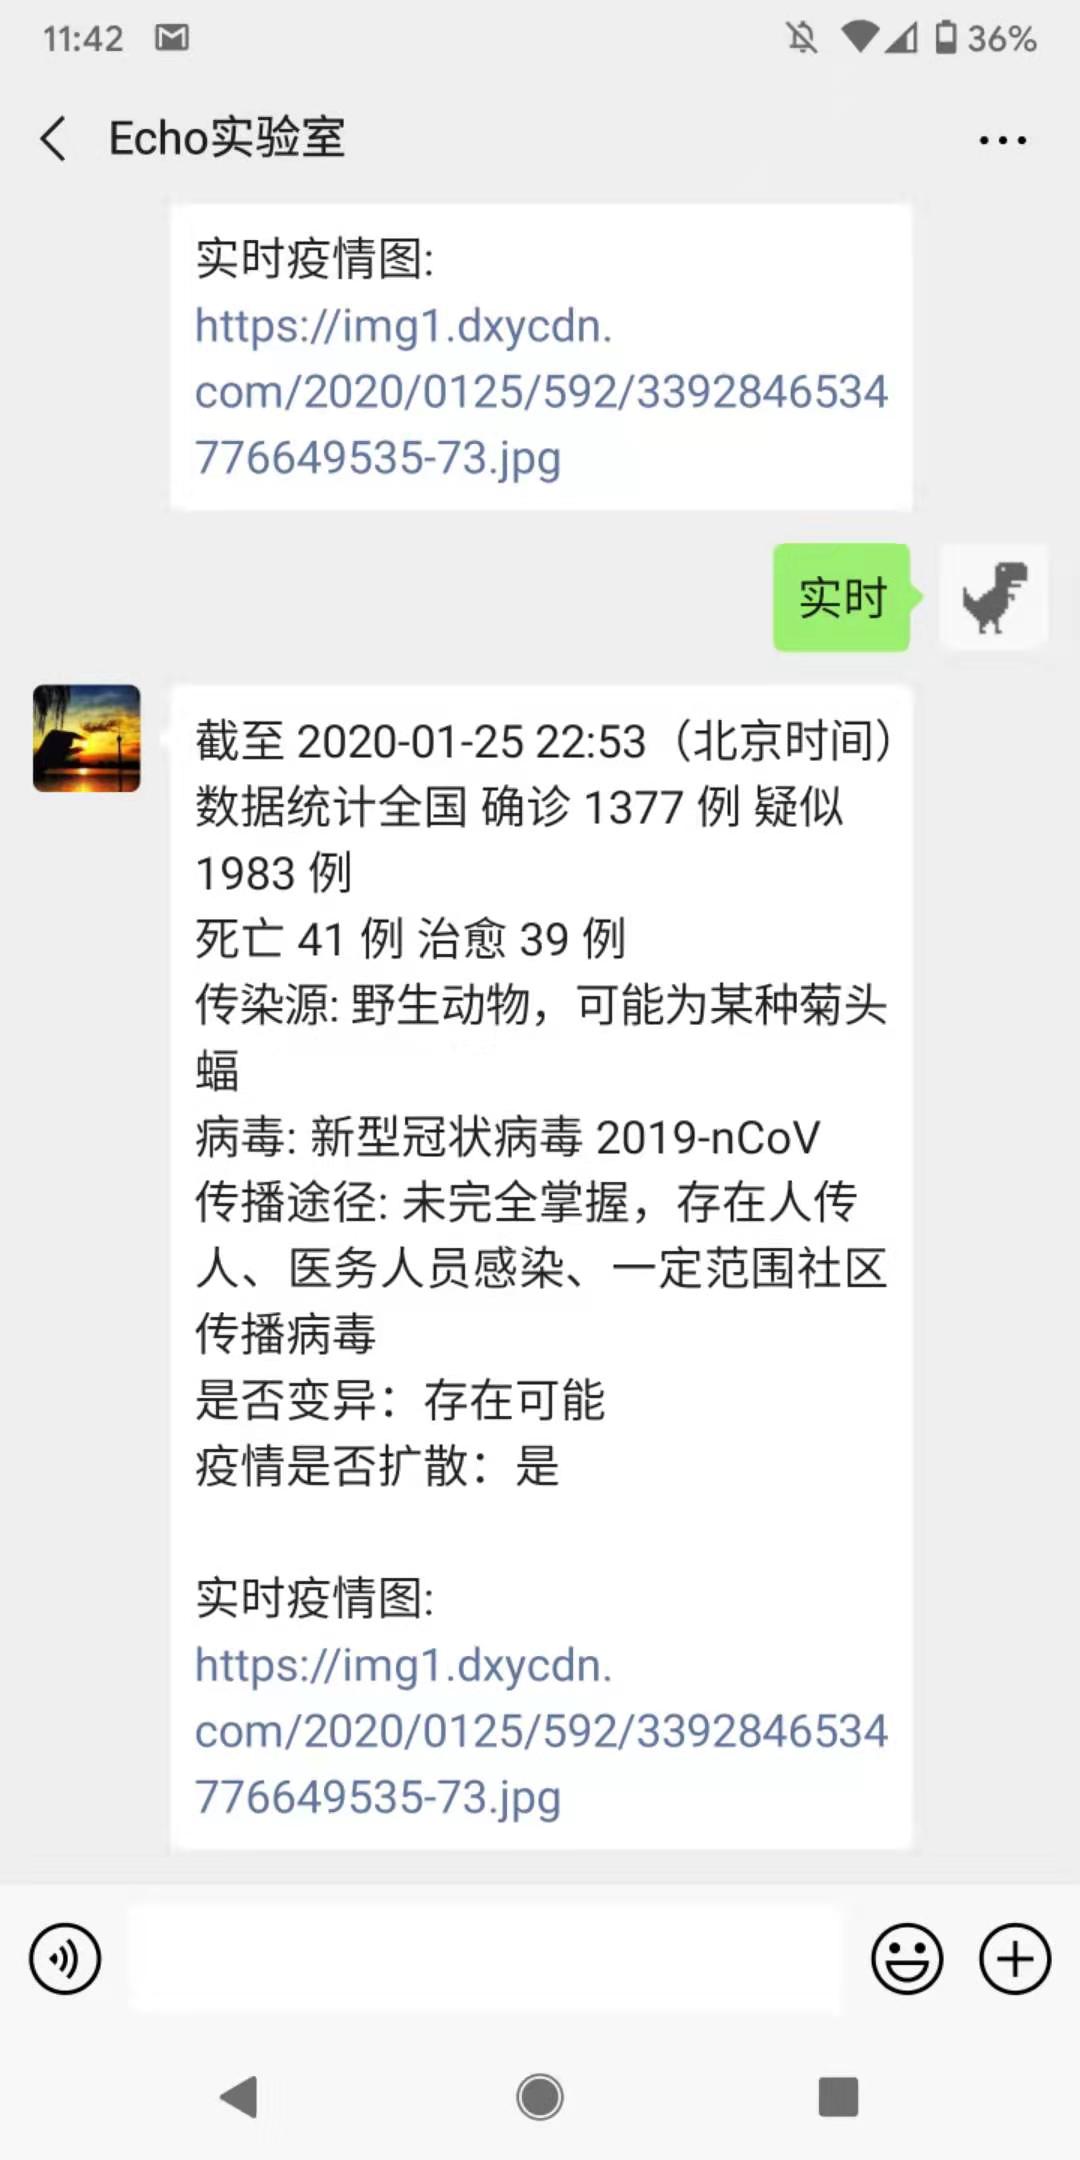 11:42
36%
Echo实验室
实时疫情图:
https://img1.dxycdn.
com/2020/0125/592/3392846534
776649535-73.jpg
实时
截至 2020-01-25 22:53（北京时间）
数据统计全国 确诊 1377 例 疑似
1983 例
死亡 41 例 治愈 39 例
传染源: 野生动物，可能为某种菊头
蝠
病毒: 新型冠状病毒 2019-nCoV
传播途径: 未完全掌握，存在人传
人、医务人员感染、一定范围社区
传播病毒
是否变异：存在可能
疫情是否扩散：是
实时疫情图:
https://img1.dxycdn.
com/2020/0125/592/3392846534
776649535-73.jpg